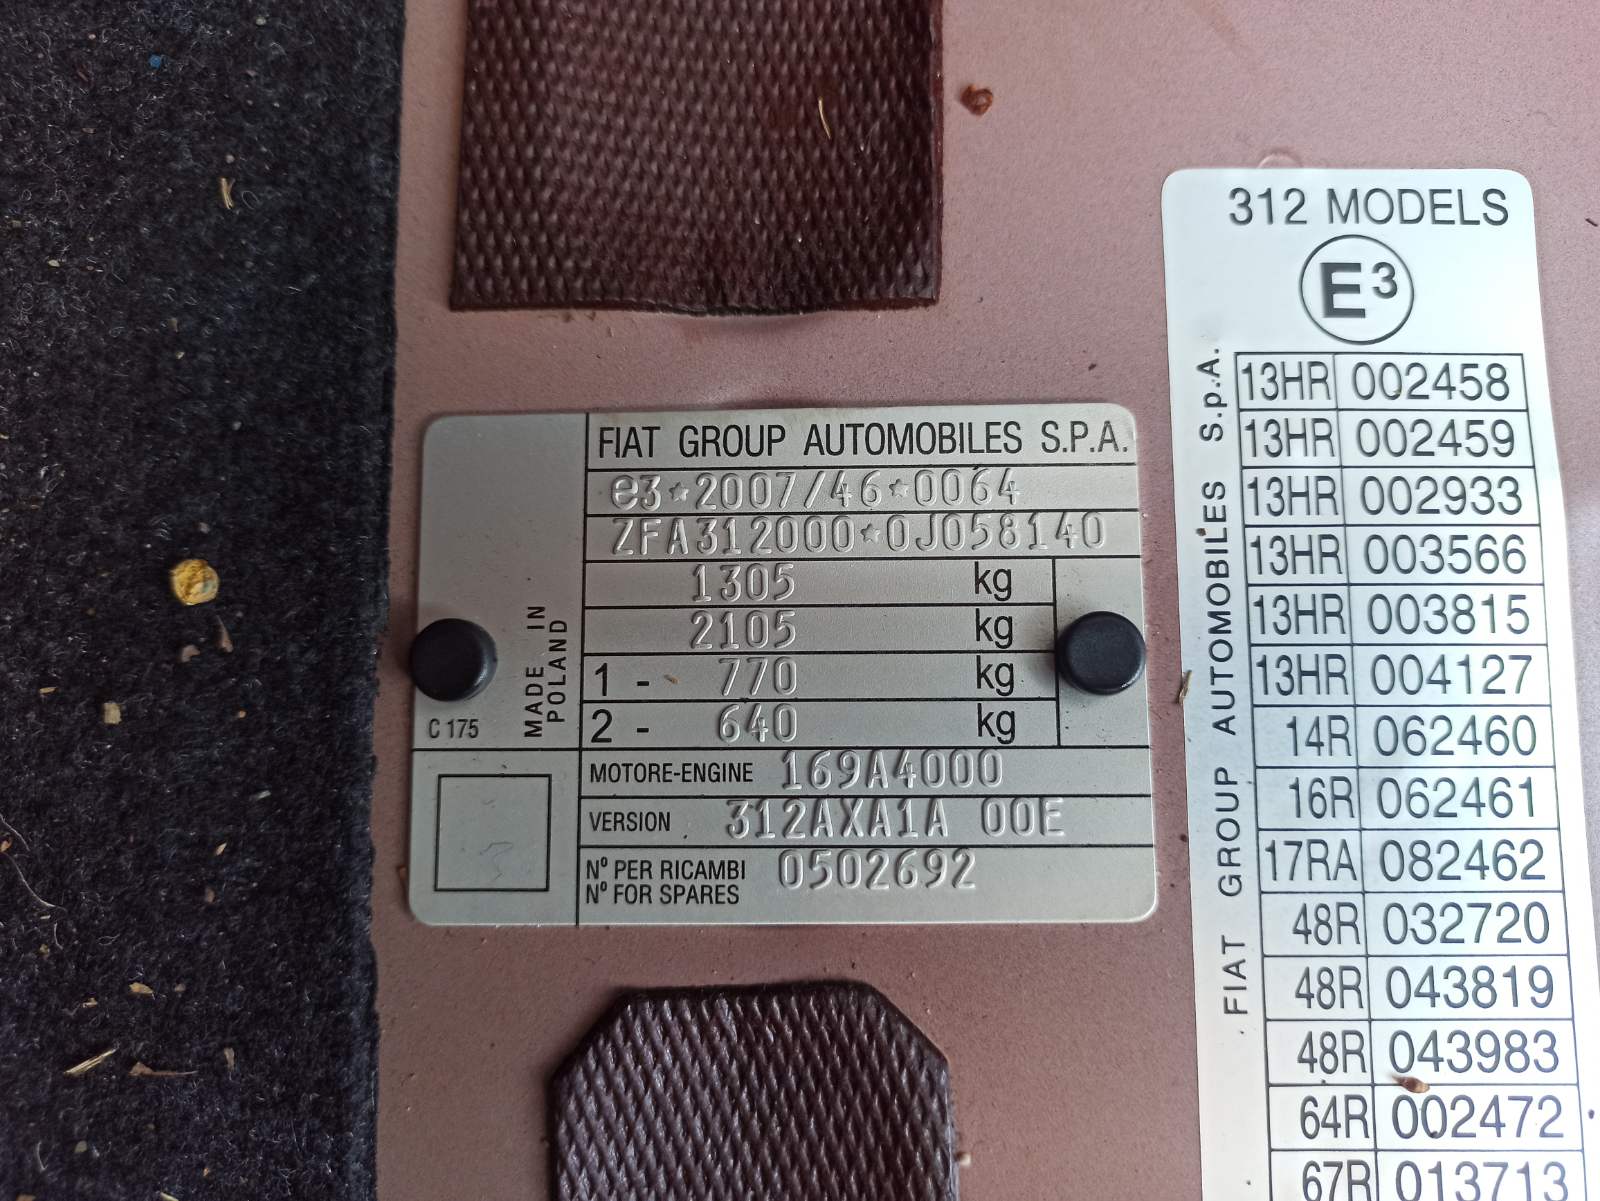 FIAT GROUP AUTOMOBILES S.P.A.
e3*2007/46*0064
ZFA312000*0J058140
1305 kg
2105 kg
1 - 770 kg
2 - 640 kg
MADE IN
POLAND
C 175
MOTORE-ENGINE 169A4000
VERSION 312AXA1A 00E
Nº PER RICAMBI 0502692
Nº FOR SPARES
312 MODELS
E3
FIAT GROUP AUTOMOBILES S.p.A.
13HR 002458
13HR 002459
13HR 002933
13HR 003566
13HR 003815
13HR 004127
14R 062460
16R 062461
17RA 082462
48R 032720
48R 043819
48R 043983
64R 002472
67R 013713